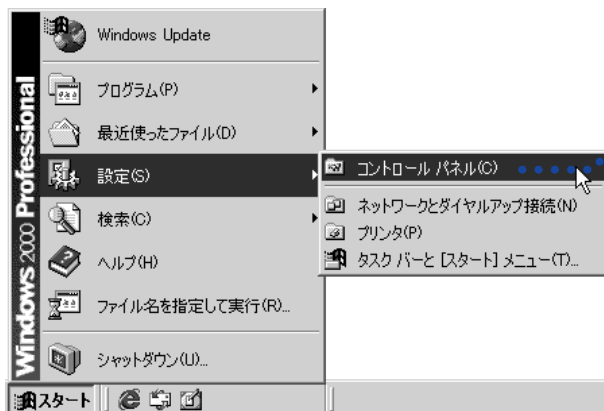 Windows 2000 Professional
Windows Update
プログラム(P)
最近使ったファイル(D)
設定(S)
検索(C)
ヘルプ(H)
ファイル名を指定して実行(R)...
シャットダウン(U)...
コントロール パネル(C)
ネットワークとダイヤルアップ接続(N)
プリンタ(P)
タスク バーと [スタート] メニュー(T)...
スタート